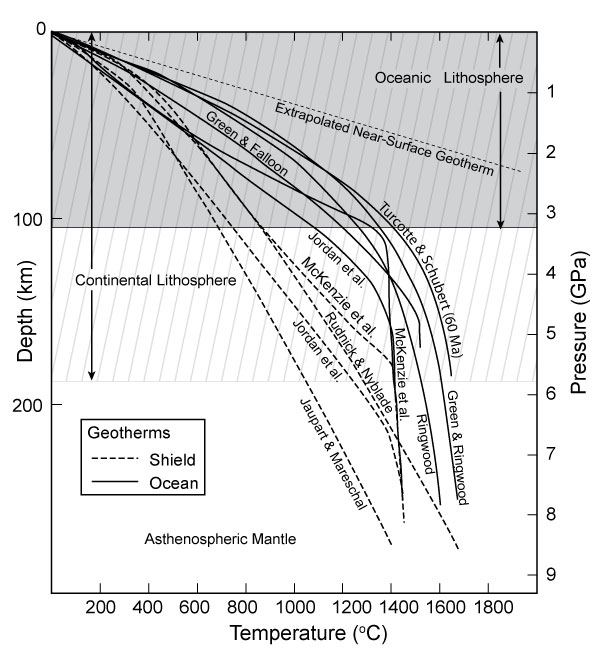 0
100
200
Depth (km)
Oceanic Lithosphere
Extrapolated Near-Surface Geotherm
Green & Falloon
Turcotte & Schubert (60 Ma)
Jordan et al.
McKenzie et al.
Rudnick & Nyblade
Jordan et al.
Jaupart & Mareschal
McKenzie et al.
Ringwood
Green & Ringwood
Continental Lithosphere
Geotherms
Shield
Ocean
Asthenospheric Mantle
1
2
3
4
5
6
7
8
9
Pressure (GPa)
200 400 600 800 1000 1200 1400 1600 1800
Temperature (°C)